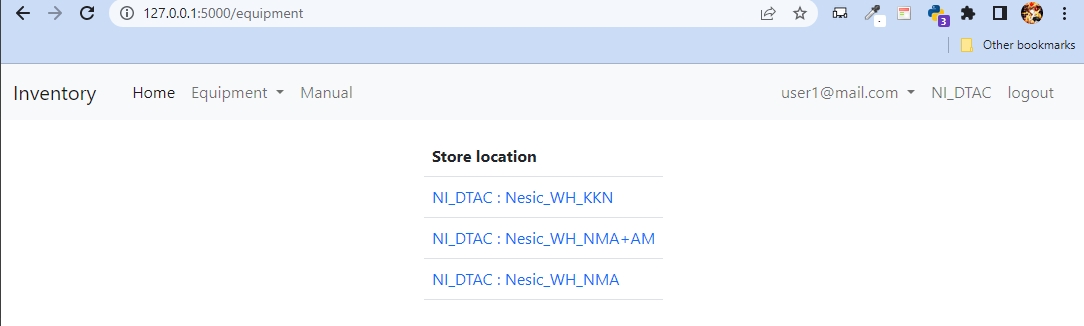 127.0.0.1:5000/equipment
3
Other bookmarks
Inventory Home Equipment Manual user1@mail.com NI_DTAC logout
Store location
NI_DTAC : Nesic_WH_KKN
NI_DTAC : Nesic_WH_NMA+AM
NI_DTAC : Nesic_WH_NMA